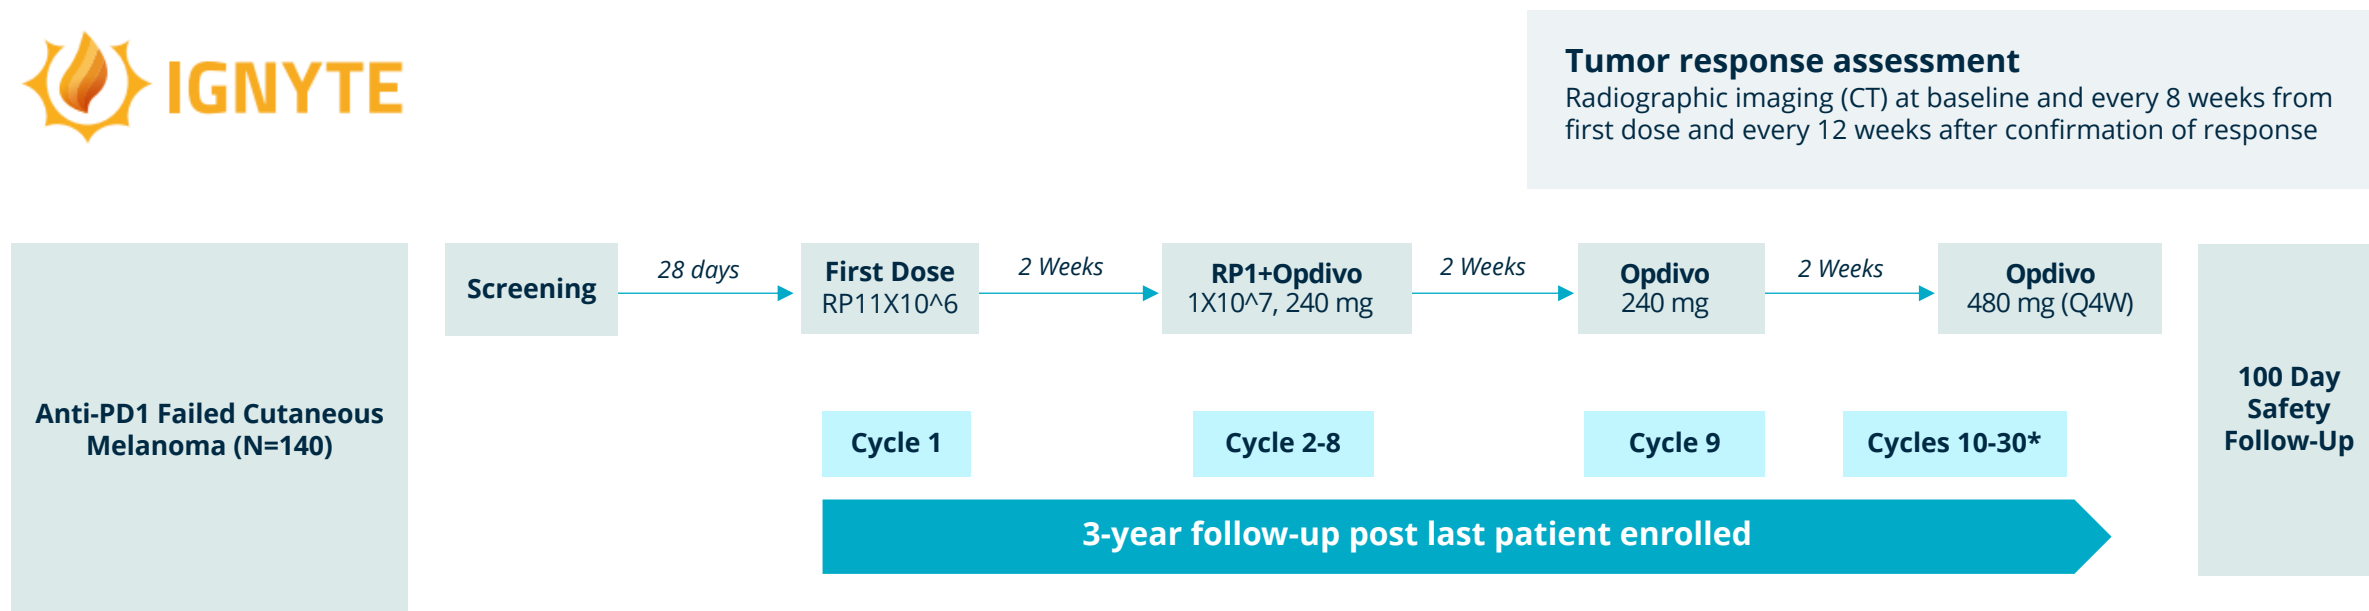 IGNYTE
Tumor response assessment
Radiographic imaging (CT) at baseline and every 8 weeks from
first dose and every 12 weeks after confirmation of response
Anti-PD1 Failed Cutaneous
Melanoma (N=140)
Screening
28 days
First Dose
RP11X10^6
2 Weeks
RP1+Opdivo
1X10^7, 240 mg
2 Weeks
Opdivo
240 mg
2 Weeks
Opdivo
480 mg (Q4W)
Cycle 1
Cycle 2-8
Cycle 9
Cycles 10-30*
3-year follow-up post last patient enrolled
100 Day
Safety
Follow-Up